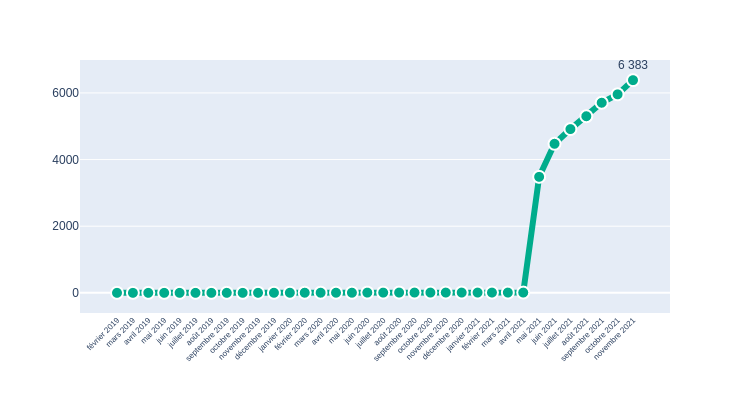 6 383
6000
4000
2000
0
février 2019
mars 2019
avril 2019
mai 2019
juin 2019
juillet 2019
août 2019
septembre 2019
octobre 2019
novembre 2019
décembre 2019
janvier 2020
février 2020
mars 2020
avril 2020
mai 2020
juin 2020
juillet 2020
août 2020
septembre 2020
octobre 2020
novembre 2020
décembre 2020
janvier 2021
février 2021
mars 2021
avril 2021
mai 2021
juin 2021
juillet 2021
août 2021
septembre 2021
octobre 2021
novembre 2021